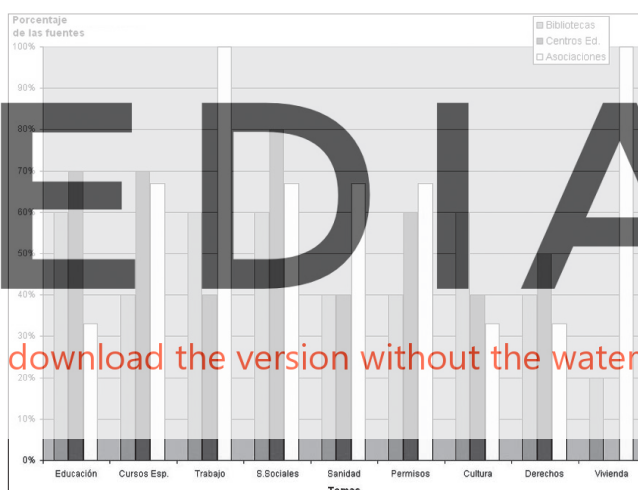 Porcentaje
de las fuentes
Bibliotecas
Centros Ed.
Asociaciones
100%
90%
80%
70%
60%
50%
40%
30%
20%
10%
0%
EDIA
download the version without the water
Educación Cursos Esp. Trabajo S.Sociales Sanidad Permisos Cultura Derechos Vivienda
Temas